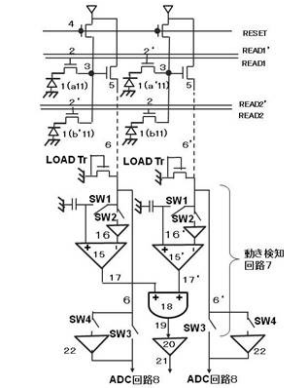 4
RESET
READ1*
READ1
2
2*
3
3
5
5
1(a11)
1(a*11)
READ2*
READ2
2
2*
1(b*11)
1(b11)
6
6*
LOAD Tr
LOAD Tr
SW1
SW2
SW1
SW2
16
16*
15
15*
動き検知
回路7
17
17*
18
6
6*
19
SW4
SW3
20
SW3
SW4
22
21
22
ADC回路8
ADC回路8